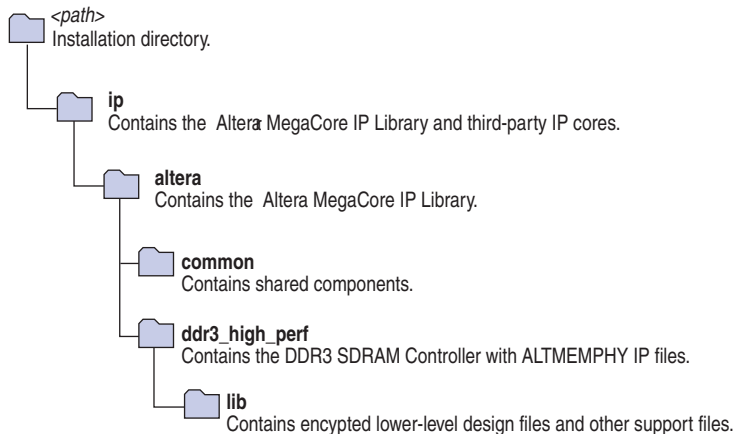 <path>
Installation directory.
ip
Contains the Altera MegaCore IP Library and third-party IP cores.
altera
Contains the Altera MegaCore IP Library.
common
Contains shared components.
ddr3_high_perf
Contains the DDR3 SDRAM Controller with ALTMEMPHY IP files.
lib
Contains encypted lower-level design files and other support files.